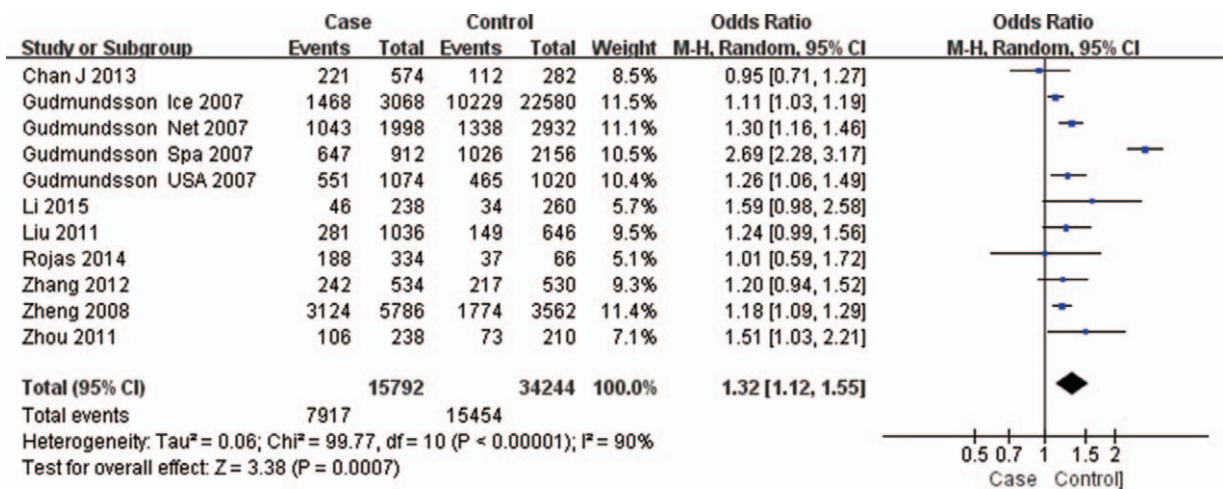 Case Control Odds Ratio Odds Ratio
Study or Subgroup Events Total Events Total Weight M-H, Random, 95% CI M-H, Random, 95% CI
Chan J 2013 221 574 112 282 8.5% 0.95 [0.71, 1.27]
Gudmundsson Ice 2007 1468 3068 10229 22580 11.5% 1.11 [1.03, 1.19]
Gudmundsson Net 2007 1043 1998 1338 2932 11.1% 1.30 [1.16, 1.46]
Gudmundsson Spa 2007 647 912 1026 2156 10.5% 2.69 [2.28, 3.17]
Gudmundsson USA 2007 551 1074 465 1020 10.4% 1.26 [1.06, 1.49]
Li 2015 46 238 34 260 5.7% 1.59 [0.98, 2.58]
Liu 2011 281 1036 149 646 9.5% 1.24 [0.99, 1.56]
Rojas 2014 188 334 37 66 5.1% 1.01 [0.59, 1.72]
Zhang 2012 242 534 217 530 9.3% 1.20 [0.94, 1.52]
Zheng 2008 3124 5786 1774 3562 11.4% 1.18 [1.09, 1.29]
Zhou 2011 106 238 73 210 7.1% 1.51 [1.03, 2.21]
Total (95% CI) 15792 34244 100.0% 1.32 [1.12, 1.55]
Total events 7917 15454
Heterogeneity: Tau² = 0.06; Chi² = 99.77, df = 10 (P < 0.00001); I² = 90%
Test for overall effect: Z = 3.38 (P = 0.0007)
0.5 0.7 1 1.5 2
Case Control]